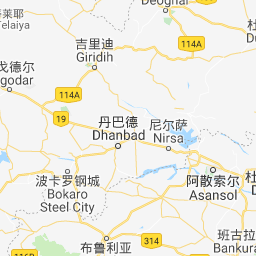 莱耶
Telaiya
Deoghar
吉里迪
Giridih
114A
戈德尔
114A
19
丹巴德
Dhanbad
尼尔萨
Nirsa
波卡罗钢城
Bokaro
Steel City
阿散索尔
Asansol
布鲁利亚
314
班古拉
Bankura